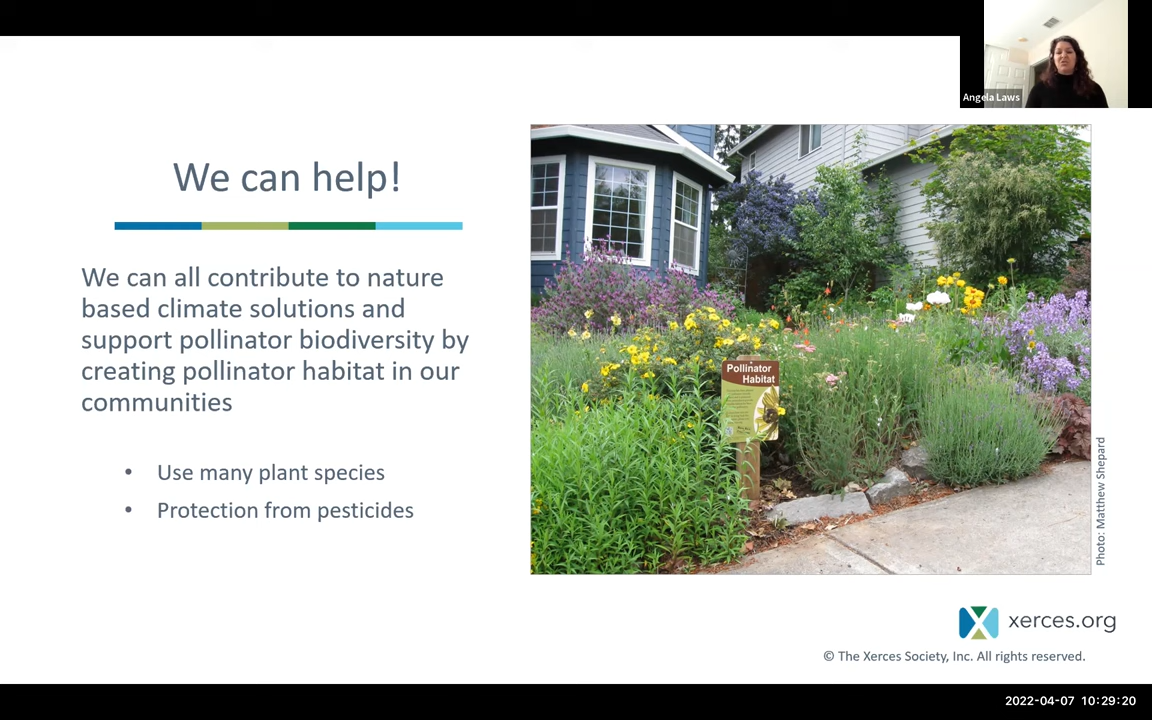 Angela Laws
We can help!
We can all contribute to nature
based climate solutions and
support pollinator biodiversity by
creating pollinator habitat in our
communities
• Use many plant species
• Protection from pesticides
Pollinator
Habitat
Photo: Matthew Shepard
xerces.org
© The Xerces Society, Inc. All rights reserved.
2022-04-07 10:29:20